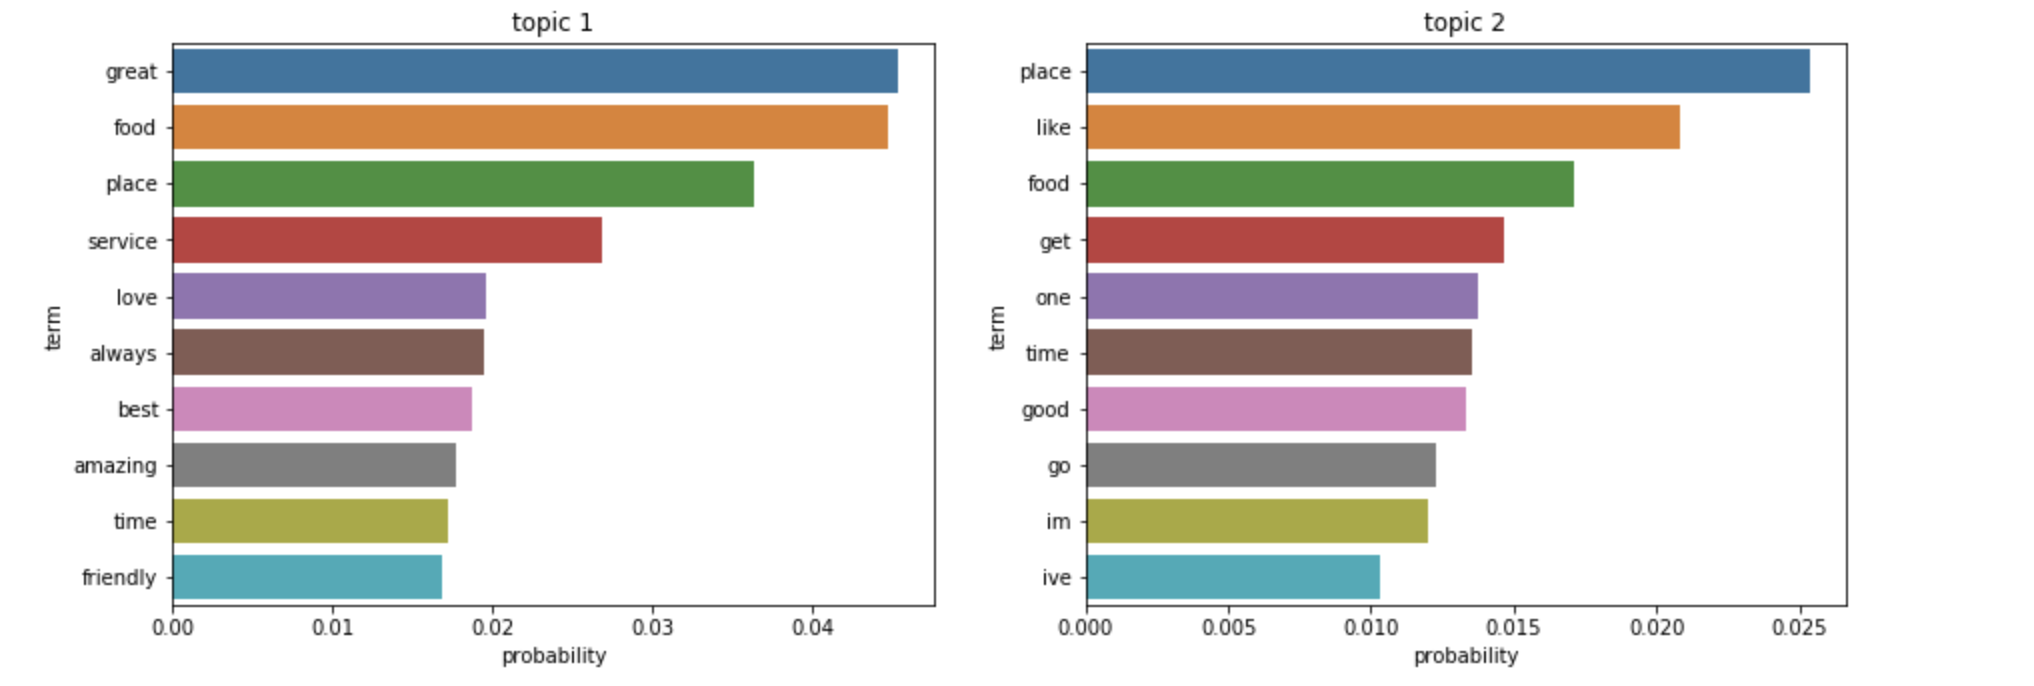 topic 1
great
food
place
service
love
always
best
amazing
time
friendly
term
0.00 0.01 0.02 0.03 0.04
probability
topic 2
place
like
food
get
one
time
good
go
im
ive
term
0.000 0.005 0.010 0.015 0.020 0.025
probability